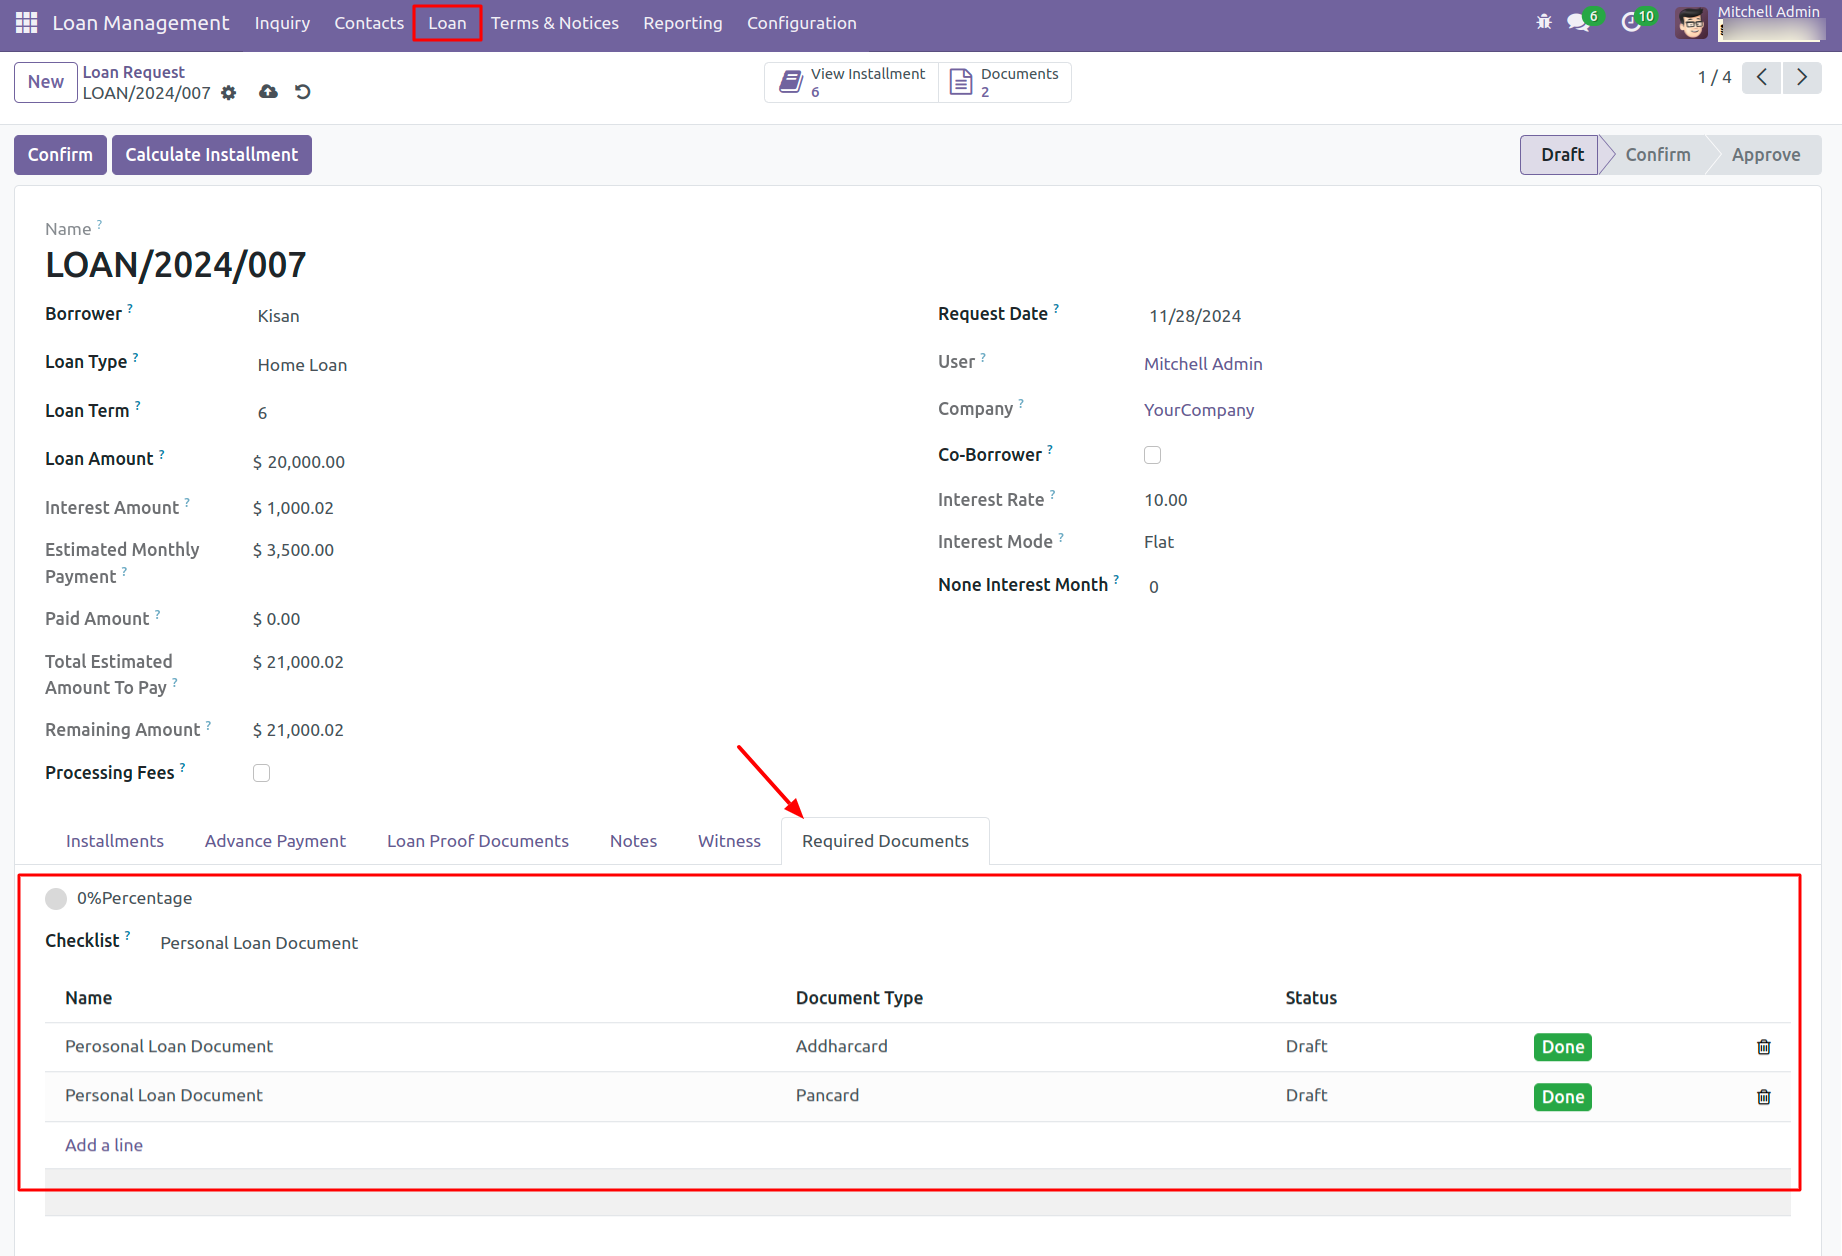 Loan Management Inquiry Contacts Loan Terms & Notices Reporting Configuration 6 10 Mitchell Admin
New Loan Request
LOAN/2024/007
View Installment
6
Documents
2
1 / 4
Confirm Calculate Installment Draft Confirm Approve
Name ?
LOAN/2024/007
Borrower ? Kisan
Loan Type ? Home Loan
Loan Term ? 6
Loan Amount ? $ 20,000.00
Interest Amount ? $ 1,000.02
Estimated Monthly
Payment ? $ 3,500.00
Paid Amount ? $ 0.00
Total Estimated
Amount To Pay ? $ 21,000.02
Remaining Amount ? $ 21,000.02
Processing Fees ?
Request Date ? 11/28/2024
User ? Mitchell Admin
Company ? YourCompany
Co-Borrower ?
Interest Rate ? 10.00
Interest Mode ? Flat
None Interest Month ? 0
Installments Advance Payment Loan Proof Documents Notes Witness Required Documents
0%Percentage
Checklist ? Personal Loan Document
Name Document Type Status
Perosonal Loan Document Addharcard Draft Done
Personal Loan Document Pancard Draft Done
Add a line